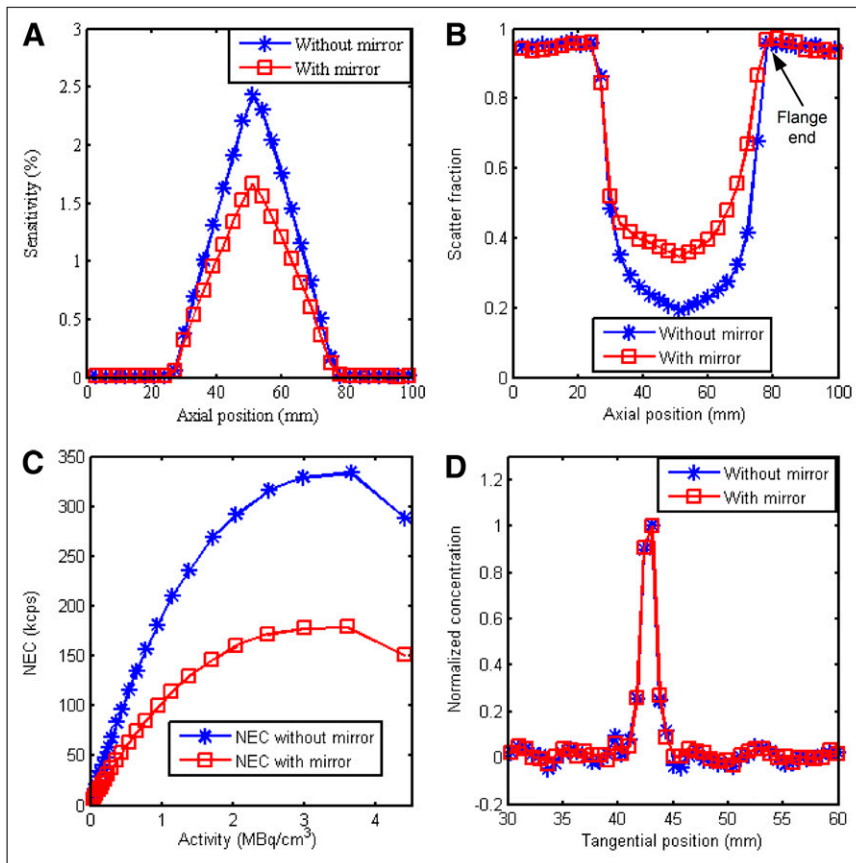 A
3
2.5
2
1.5
1
0.5
0
0
20
40
60
80
100
Sensitivity (%)
Axial position (mm)
Without mirror
With mirror
B
1
0.8
0.6
0.4
0.2
0
0
20
40
60
80
100
Scatter fraction
Axial position (mm)
Flange
end
Without mirror
With mirror
C
350
300
250
200
150
100
50
0
0
1
2
3
4
NEC (kcps)
Activity (MBq/cm³)
NEC without mirror
NEC with mirror
D
1.2
1
0.8
0.6
0.4
0.2
0
-0.2
30
35
40
45
50
55
60
Normalized concentration
Tangential position (mm)
Without mirror
With mirror